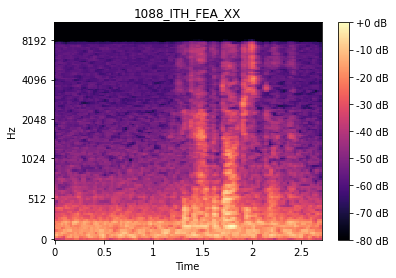 1088_ITH_FEA_XX
Hz
8192
4096
2048
1024
512
0
0
0.5
1
1.5
2
2.5
Time
+0 dB
-10 dB
-20 dB
-30 dB
-40 dB
-50 dB
-60 dB
-70 dB
-80 dB